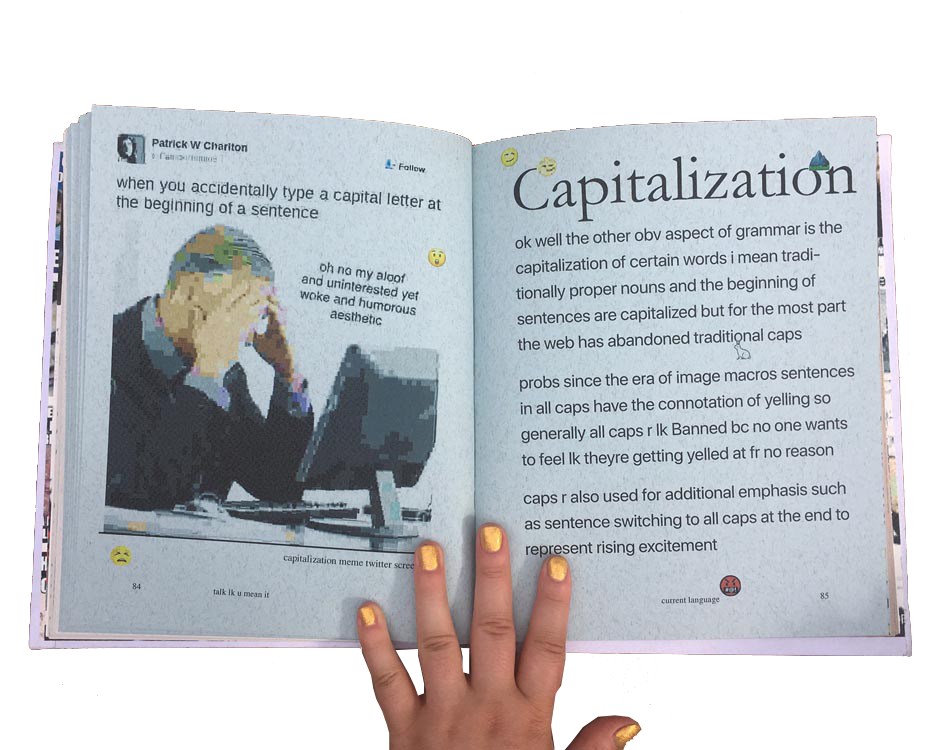 Patrick W Charlton
Follow
when you accidentally type a capital letter at
the beginning of a sentence
oh no my aloof
and uninterested yet
woke and humorous
aesthetic
capitalization meme twitter scree
84
talk lk u mean it
Capitalization
ok well the other obv aspect of grammar is the
capitalization of certain words i mean tradi-
tionally proper nouns and the beginning of
sentences are capitalized but for the most part
the web has abandoned traditional caps
probs since the era of image macros sentences
in all caps have the connotation of yelling so
generally all caps r lk Banned bc no one wants
to feel lk theyre getting yelled at fr no reason
caps r also used for additional emphasis such
as sentence switching to all caps at the end to
represent rising excitement
current language
85